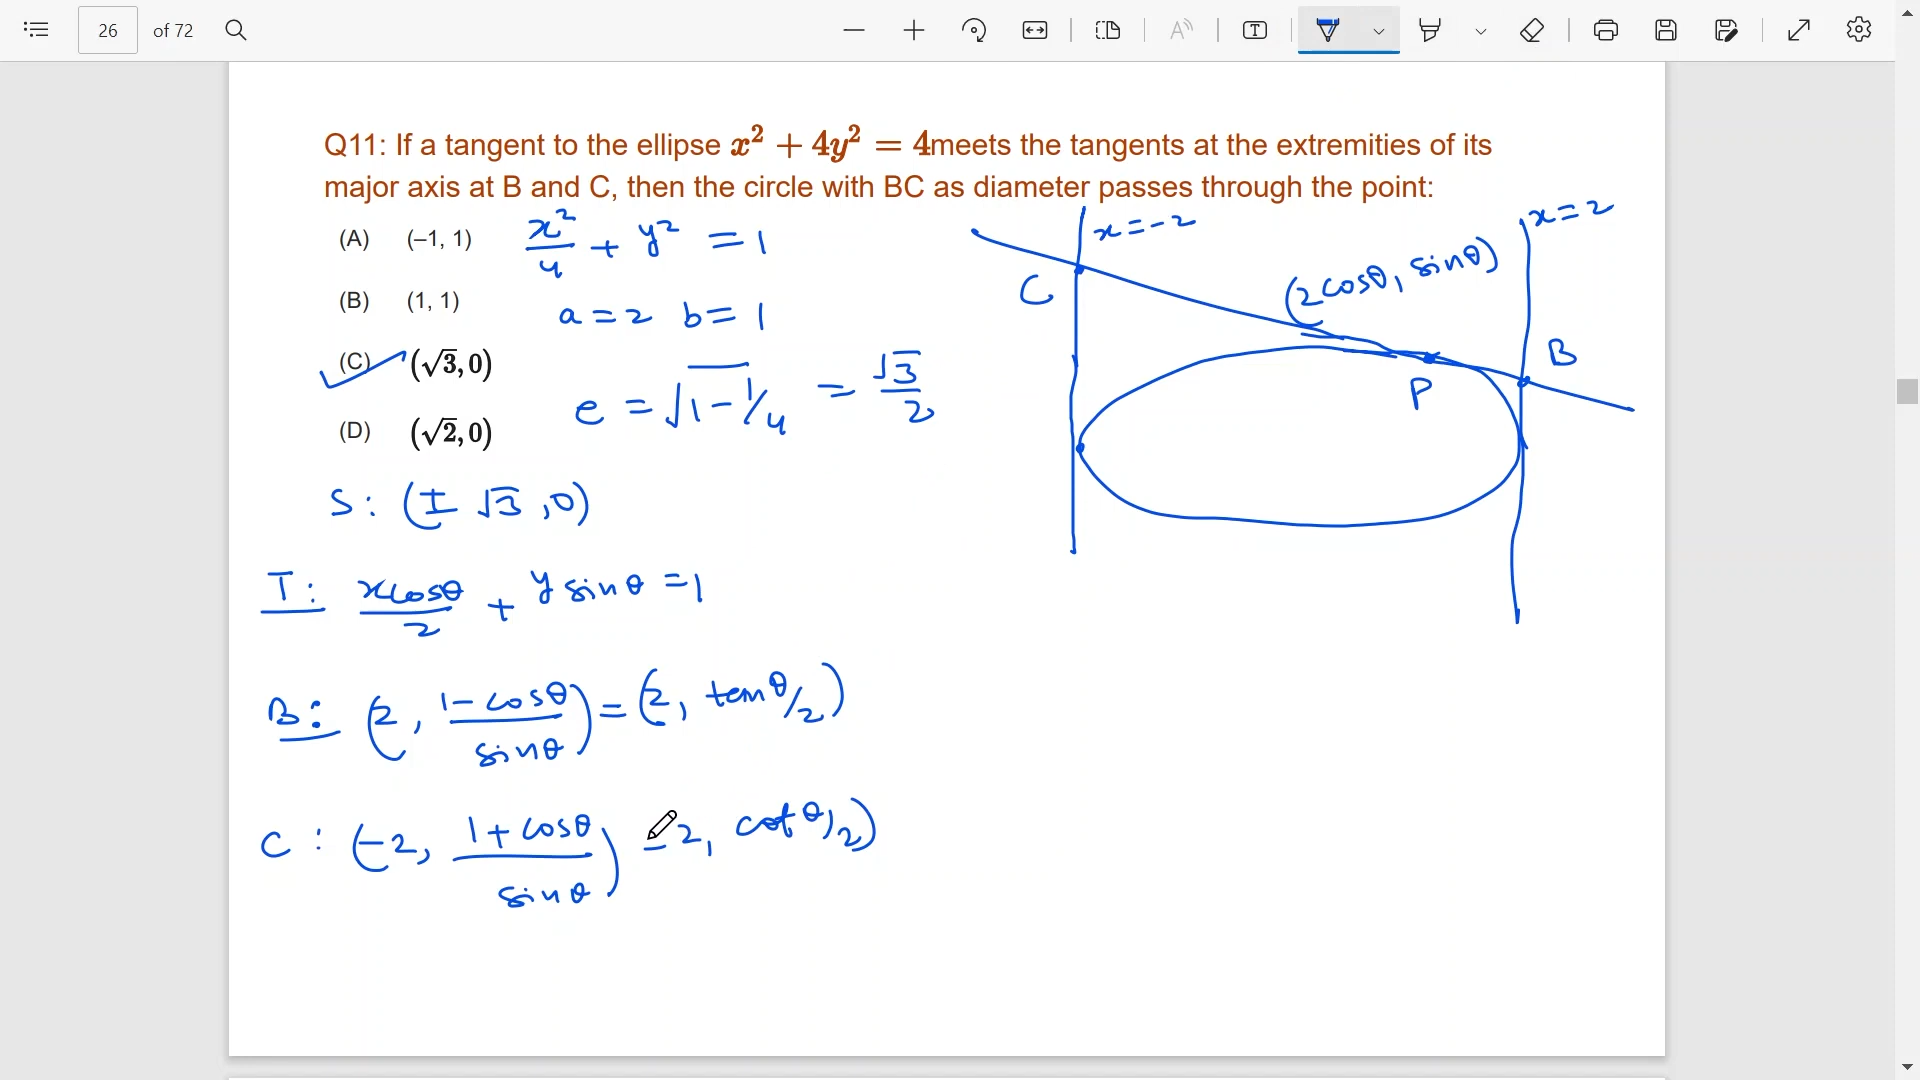 26 of 72
Q11: If a tangent to the ellipse x² + 4y² = 4meets the tangents at the extremities of its
major axis at B and C, then the circle with BC as diameter passes through the point:
(A) (–1, 1)
(B) (1, 1)
(C) (√3, 0)
(D) (√2, 0)
x²/4 + y² = 1
a = 2 b = 1
e = √1 - 1/4 = √3/2
S : (± √3, 0)
T : xcosθ/2 + y sinθ = 1
B : (2, 1 - cosθ/sinθ) = (2, tan θ/2)
C : (-2, 1 + cosθ/sinθ) -2, cot θ/2)
x = -2
x = 2
C
(2cosθ, sinθ)
B
P